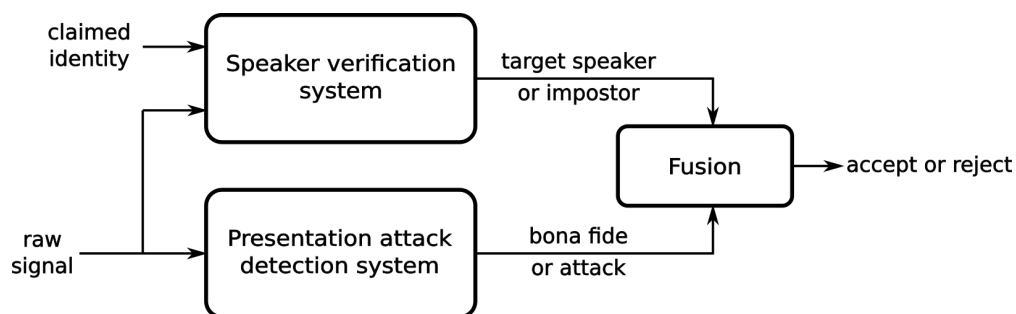 claimed
identity
Speaker verification
system
target speaker
or impostor
Fusion
accept or reject
raw
signal
Presentation attack
detection system
bona fide
or attack